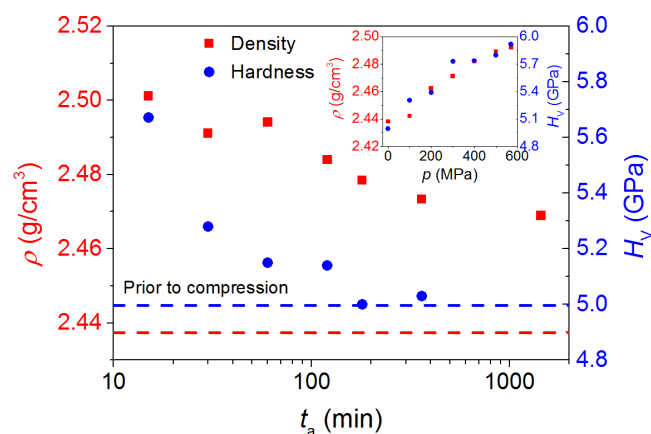 2.52
2.50
2.48
2.46
2.44
ρ (g/cm³)
Density
Hardness
Prior to compression
2.50
2.48
2.46
2.44
2.42
ρ (g/cm³)
6.0
5.7
5.4
5.1
4.8
H_V (GPa)
0 200 400 600
p (MPa)
6.0
5.8
5.6
5.4
5.2
5.0
4.8
H_V (GPa)
10 100 1000
t_a (min)